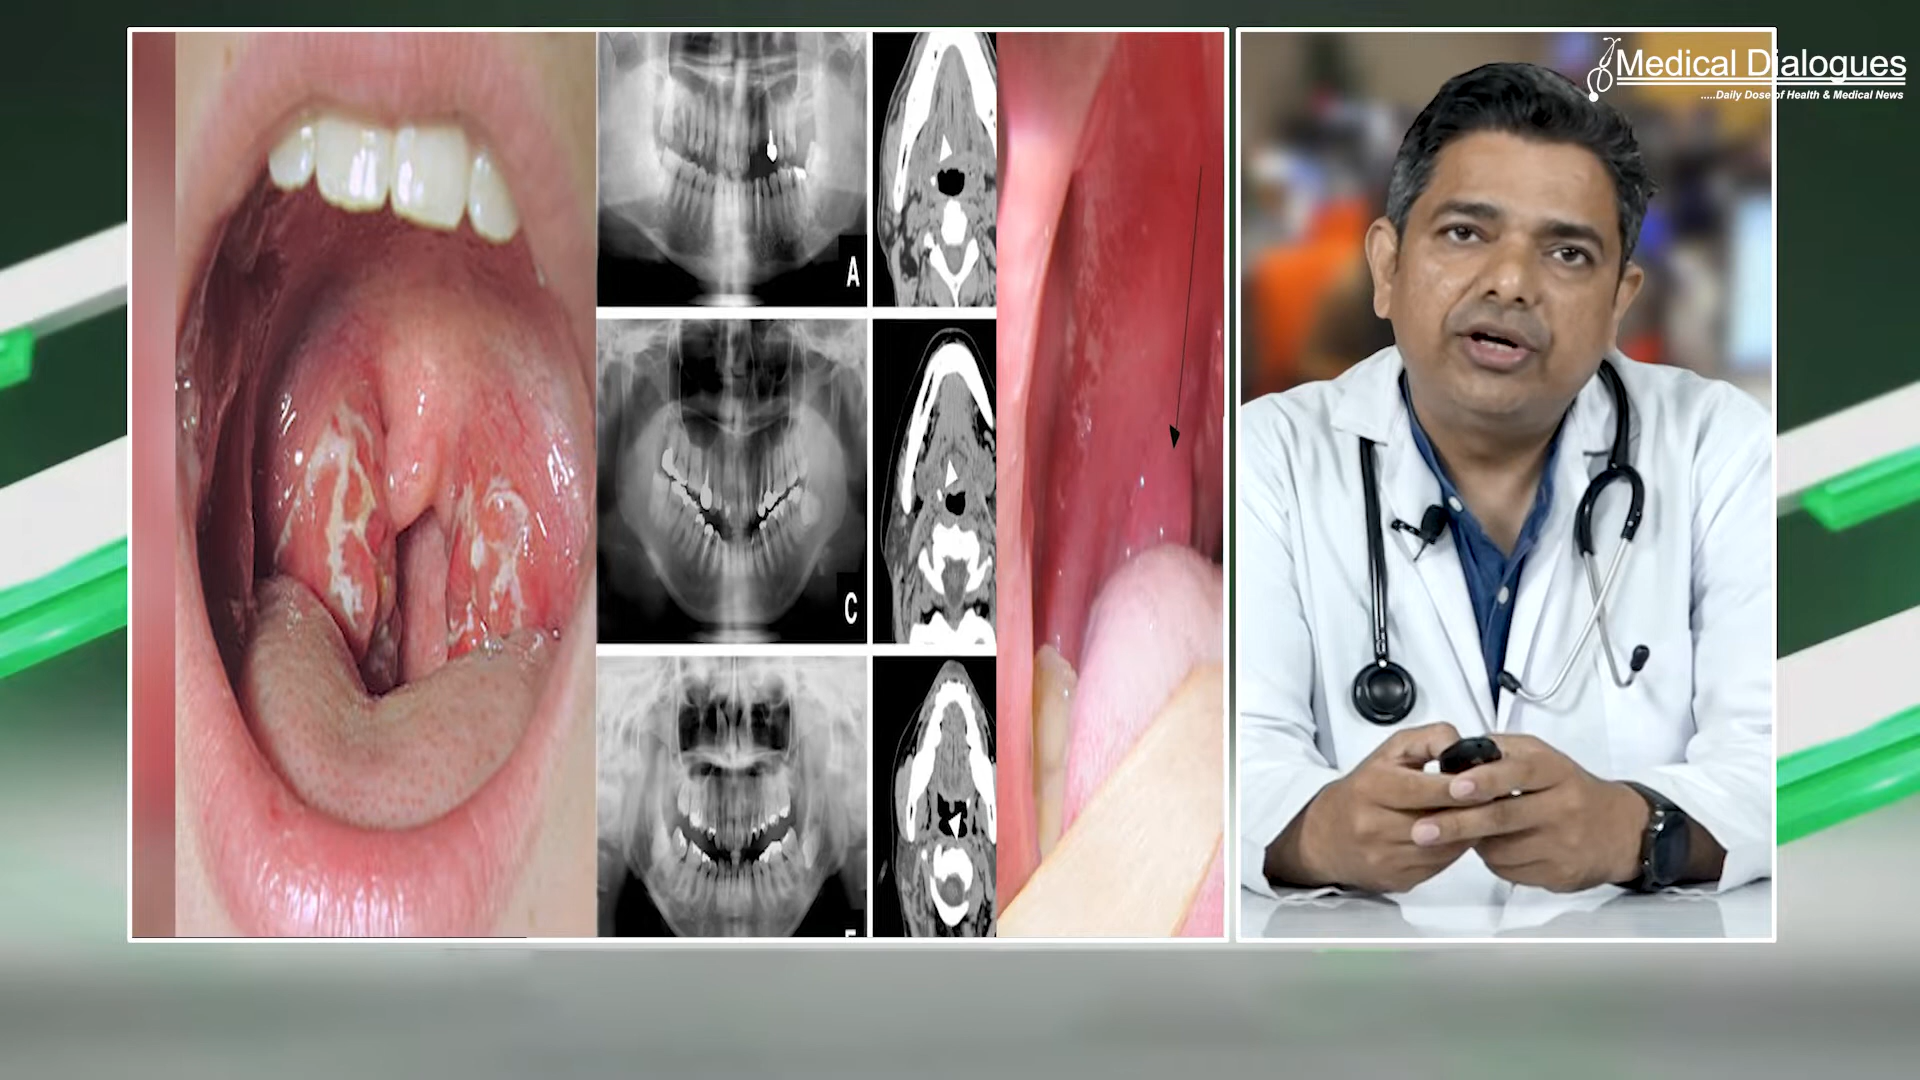 Medical Dialogues
.....Daily Dose of Health & Medical News
A
C